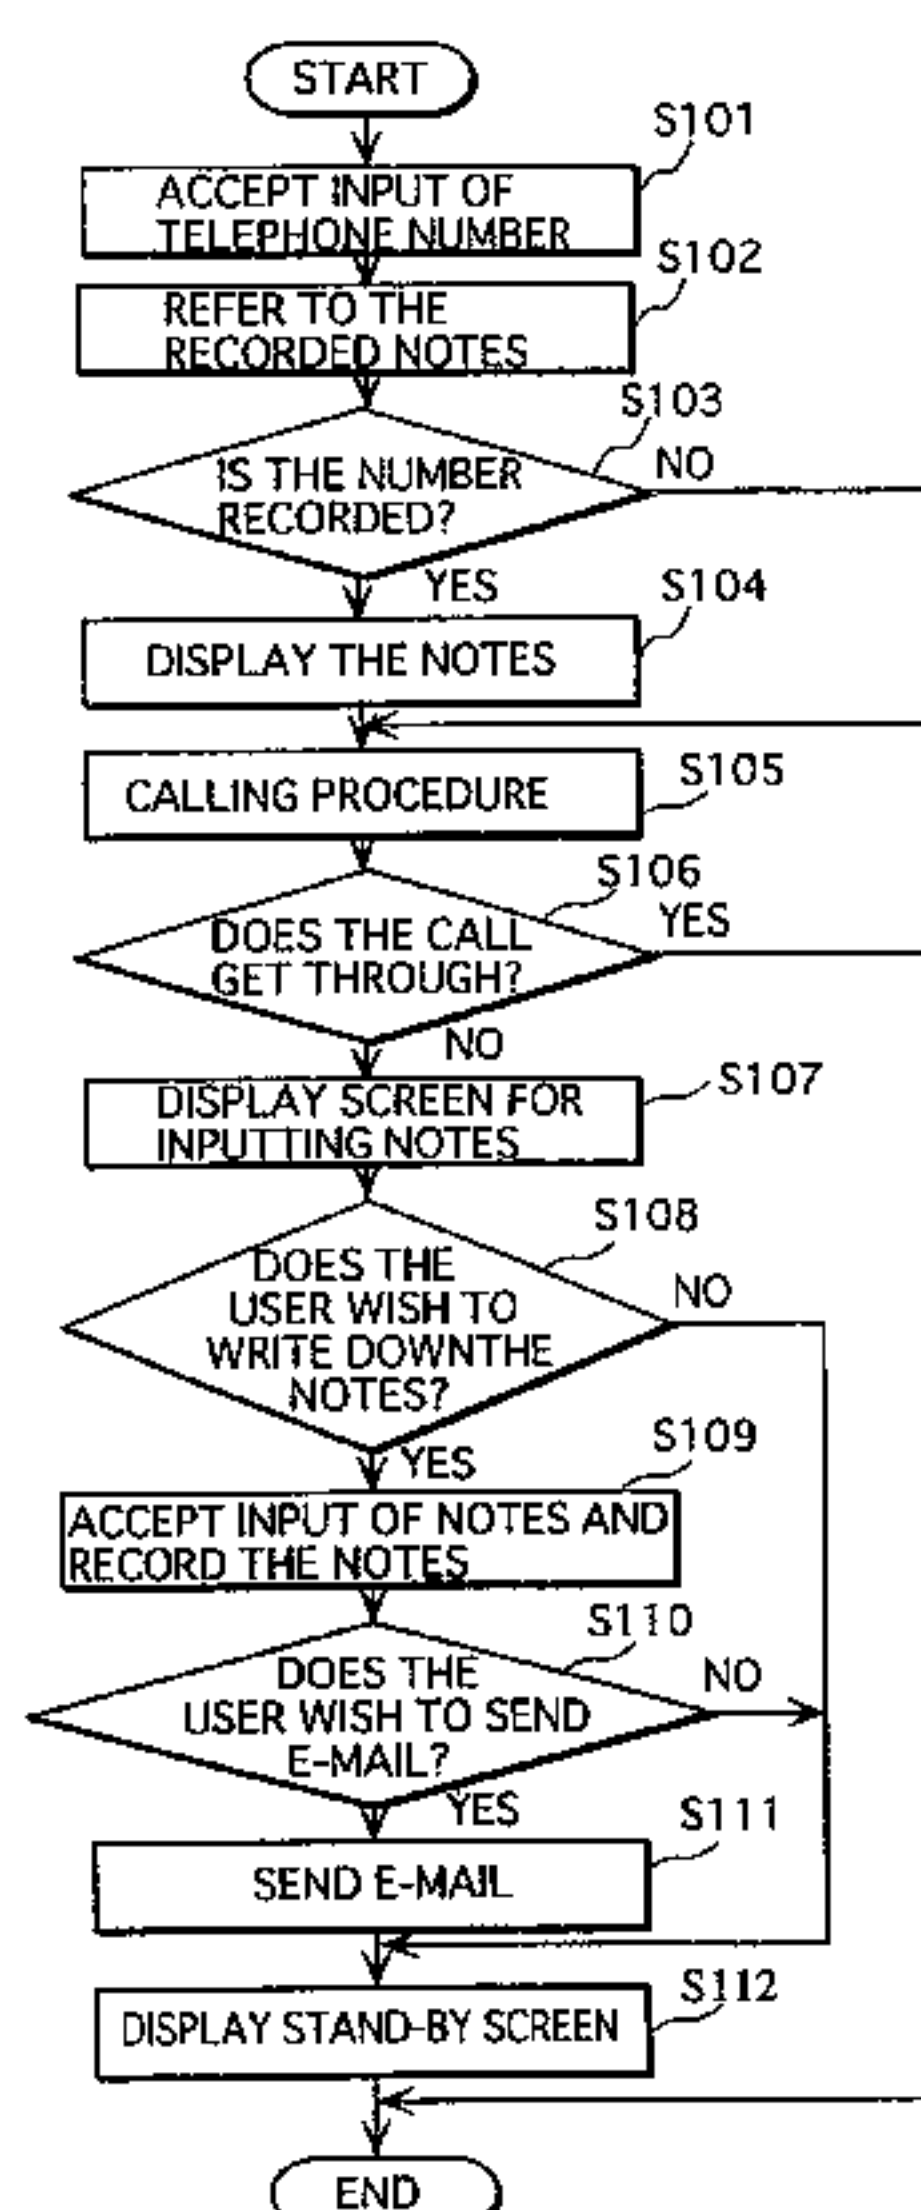 START
S101
ACCEPT INPUT OF
TELEPHONE NUMBER
S102
REFER TO THE
RECORDED NOTES
S103
IS THE NUMBER
RECORDED?
NO
YES
S104
DISPLAY THE NOTES
S105
CALLING PROCEDURE
S106
DOES THE CALL
GET THROUGH?
YES
NO
S107
DISPLAY SCREEN FOR
INPUTTING NOTES
S108
DOES THE
USER WISH TO
WRITE DOWNTHE
NOTES?
NO
YES
S109
ACCEPT INPUT OF NOTES AND
RECORD THE NOTES
S110
DOES THE
USER WISH TO SEND
E-MAIL?
NO
YES
S111
SEND E-MAIL
S112
DISPLAY STAND-BY SCREEN
END